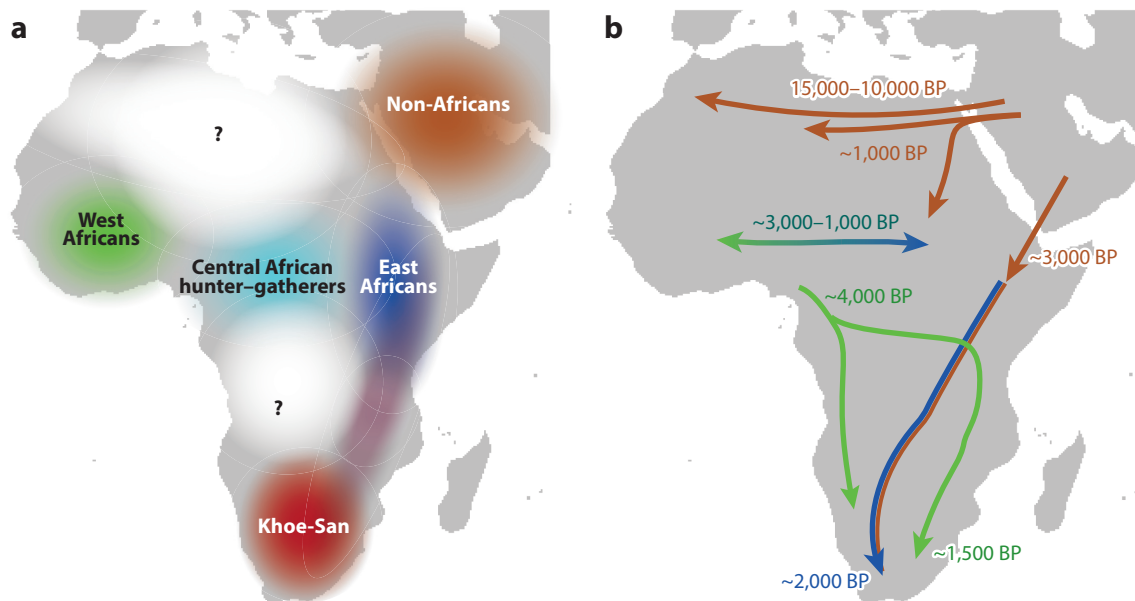 a
Non-Africans
?
West
Africans
Central African
hunter–gatherers
East
Africans
?
Khoe-San
b
15,000–10,000 BP
~1,000 BP
~3,000–1,000 BP
~3,000 BP
~4,000 BP
~1,500 BP
~2,000 BP